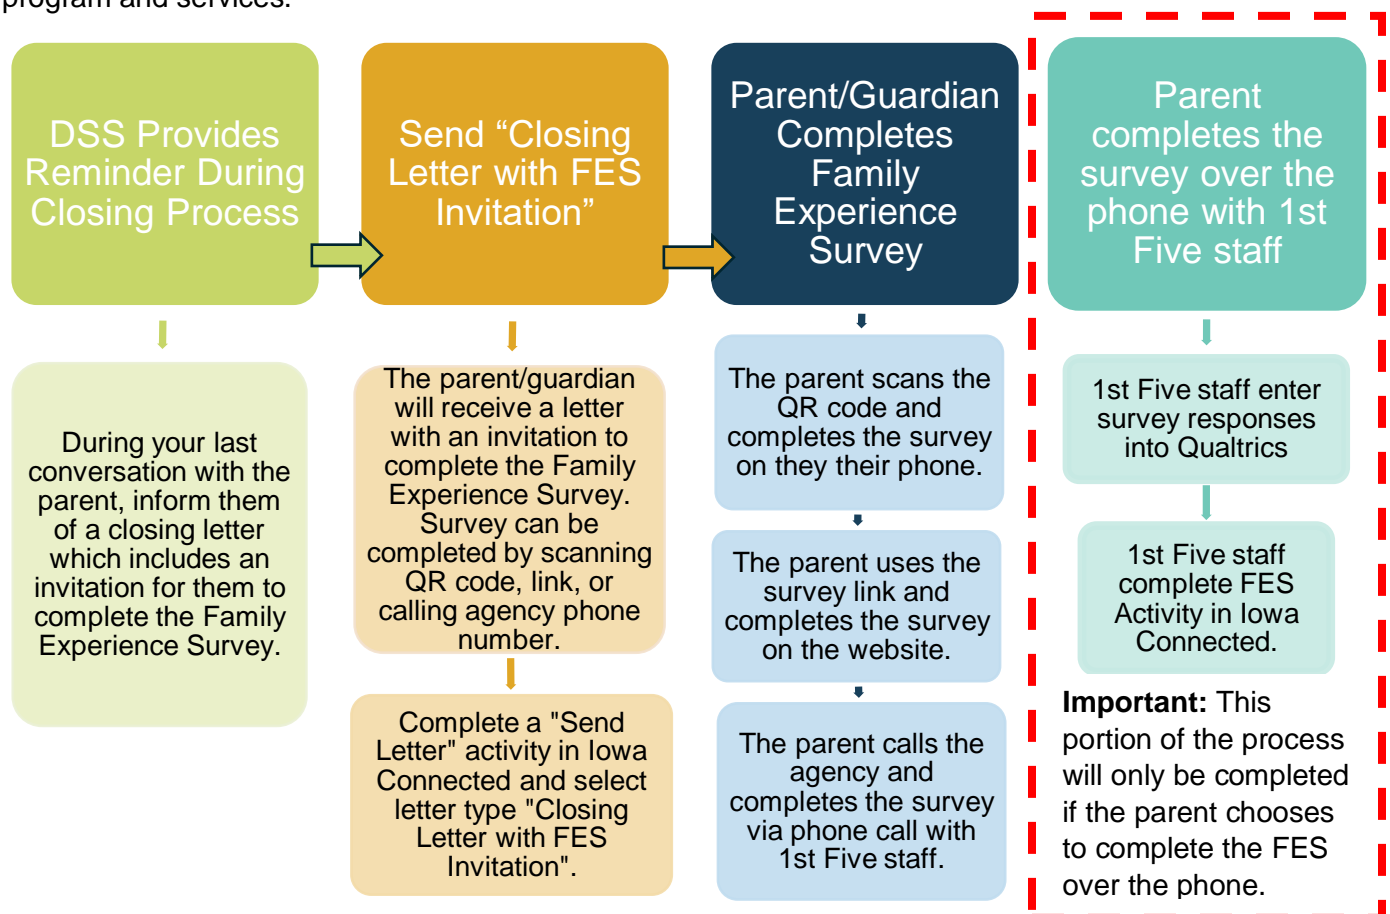 program and services.
DSS Provides
Reminder During
Closing Process
Send “Closing
Letter with FES
Invitation”
Parent/Guardian
Completes
Family
Experience
Survey
Parent
completes the
survey over the
phone with 1st
Five staff
During your last
conversation with the
parent, inform them
of a closing letter
which includes an
invitation for them to
complete the Family
Experience Survey.
The parent/guardian
will receive a letter
with an invitation to
complete the Family
Experience Survey.
Survey can be
completed by scanning
QR code, link, or
calling agency phone
number.
Complete a "Send
Letter" activity in Iowa
Connected and select
letter type "Closing
Letter with FES
Invitation".
The parent scans the
QR code and
completes the survey
on they their phone.
The parent uses the
survey link and
completes the survey
on the website.
The parent calls the
agency and
completes the survey
via phone call with
1st Five staff.
1st Five staff enter
survey responses
into Qualtrics
1st Five staff
complete FES
Activity in Iowa
Connected.
Important: This
portion of the process
will only be completed
if the parent chooses
to complete the FES
over the phone.